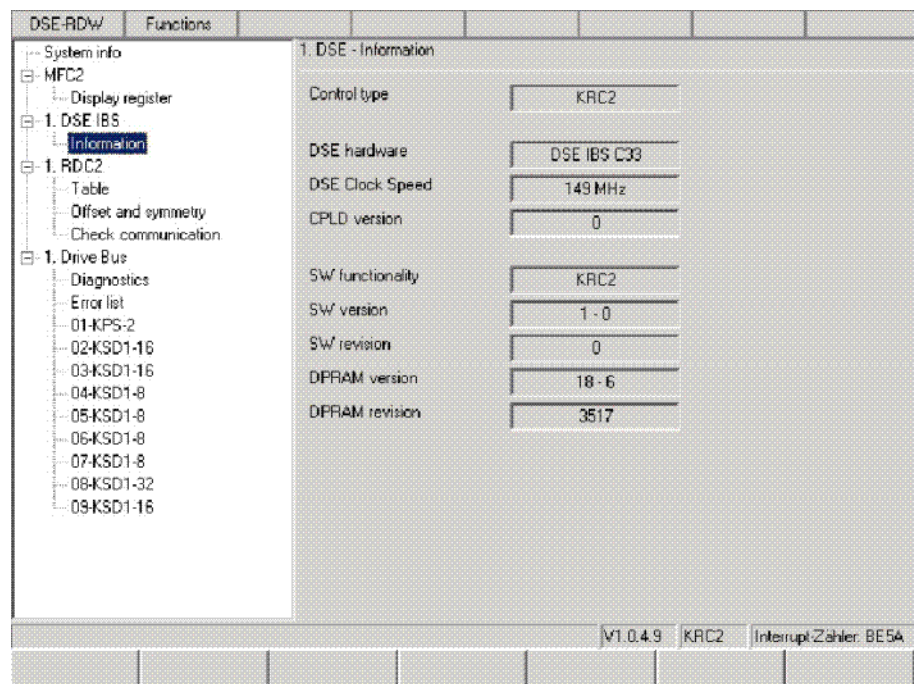 DSE-RDW Functions
System info
MFC2
Display register
1. DSE IBS
Information
1. RDC2
Table
Offset and symmetry
Check communication
1. Drive Bus
Diagnostics
Error list
01-KPS-2
02-KSD1-16
03-KSD1-16
04-KSD1-8
05-KSD1-8
06-KSD1-8
07-KSD1-8
08-KSD1-32
09-KSD1-16
1. DSE - Information
Control type KRC2
DSE hardware DSE IBS C33
DSE Clock Speed 149 MHz
CPLD version 0
SW functionality KRC2
SW version 1 - 0
SW revision 0
DPRAM version 18 - 6
DPRAM revision 3517
V1.0.4.9 KRC2 Interrupt-Zähler: BE5A